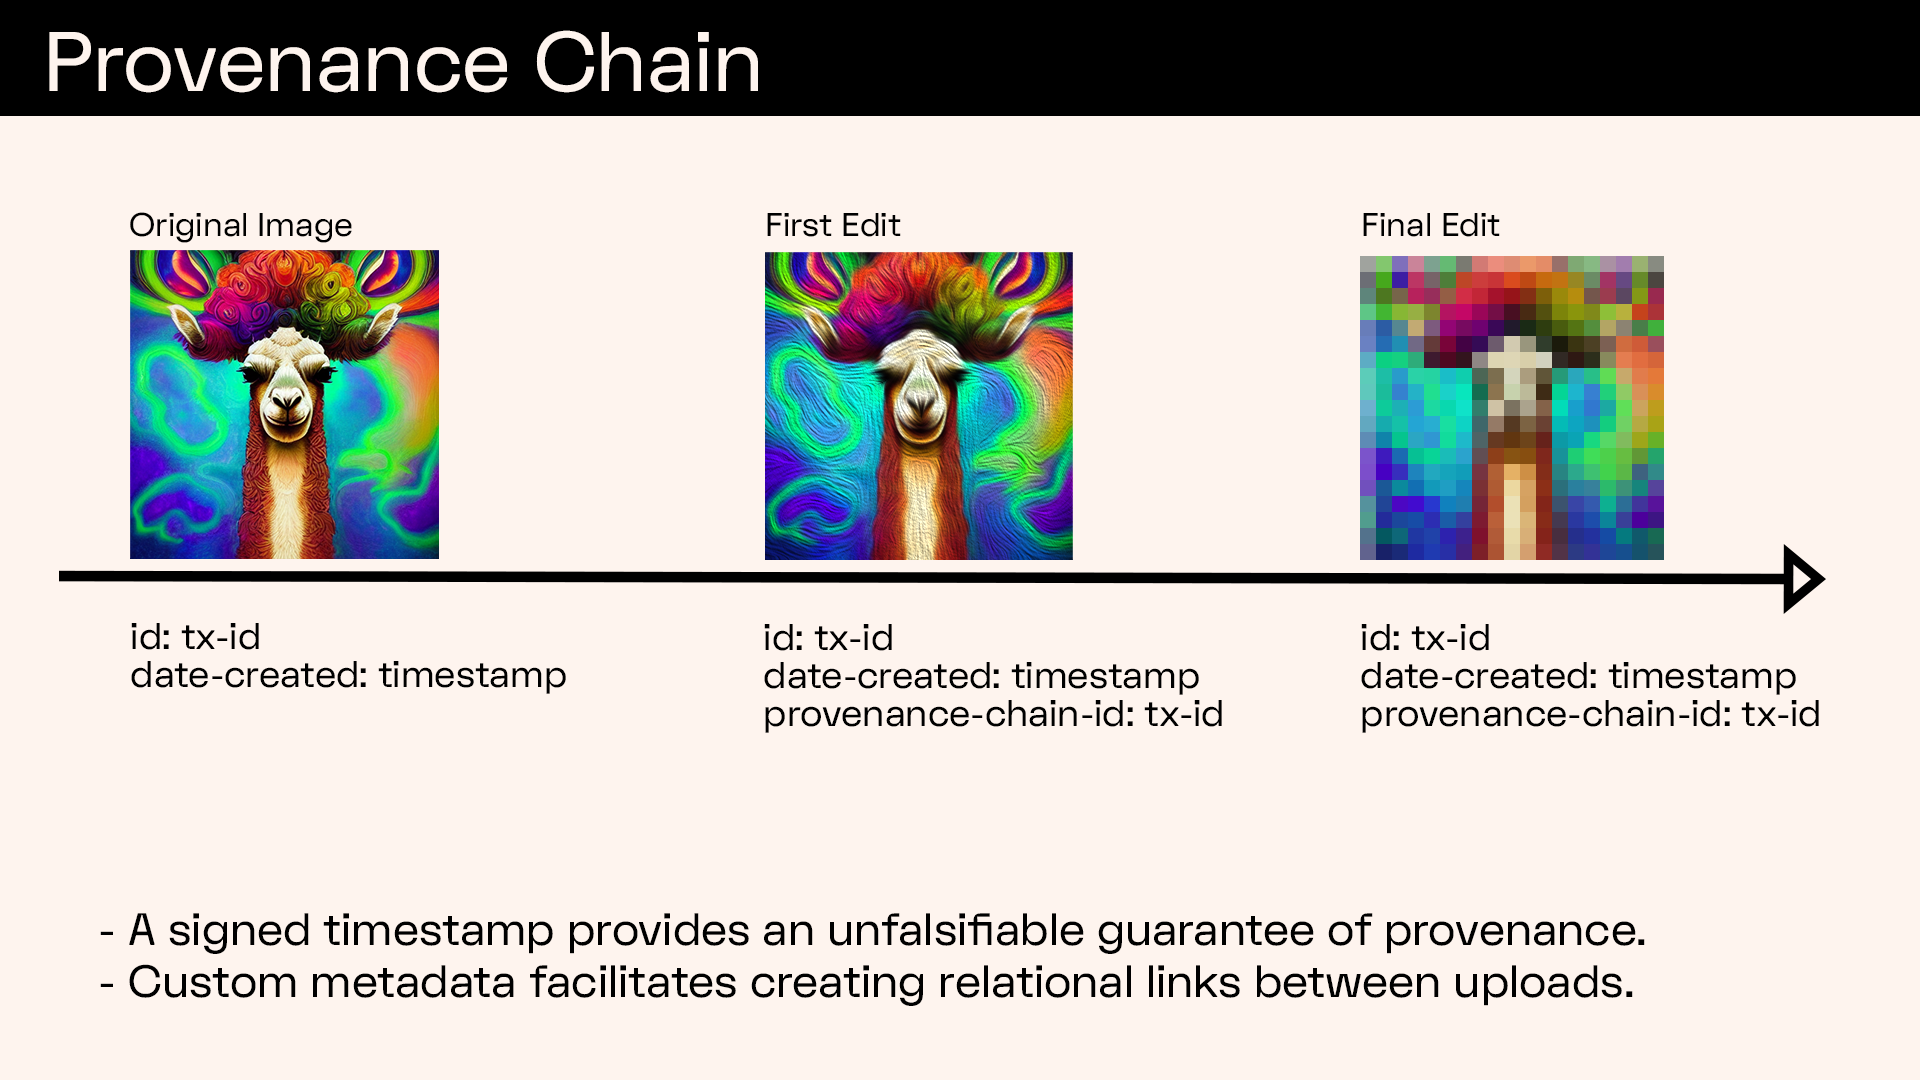 Provenance Chain
Original Image
First Edit
Final Edit
id: tx-id
date-created: timestamp
id: tx-id
date-created: timestamp
provenance-chain-id: tx-id
id: tx-id
date-created: timestamp
provenance-chain-id: tx-id
- A signed timestamp provides an unfalsifiable guarantee of provenance.
- Custom metadata facilitates creating relational links between uploads.